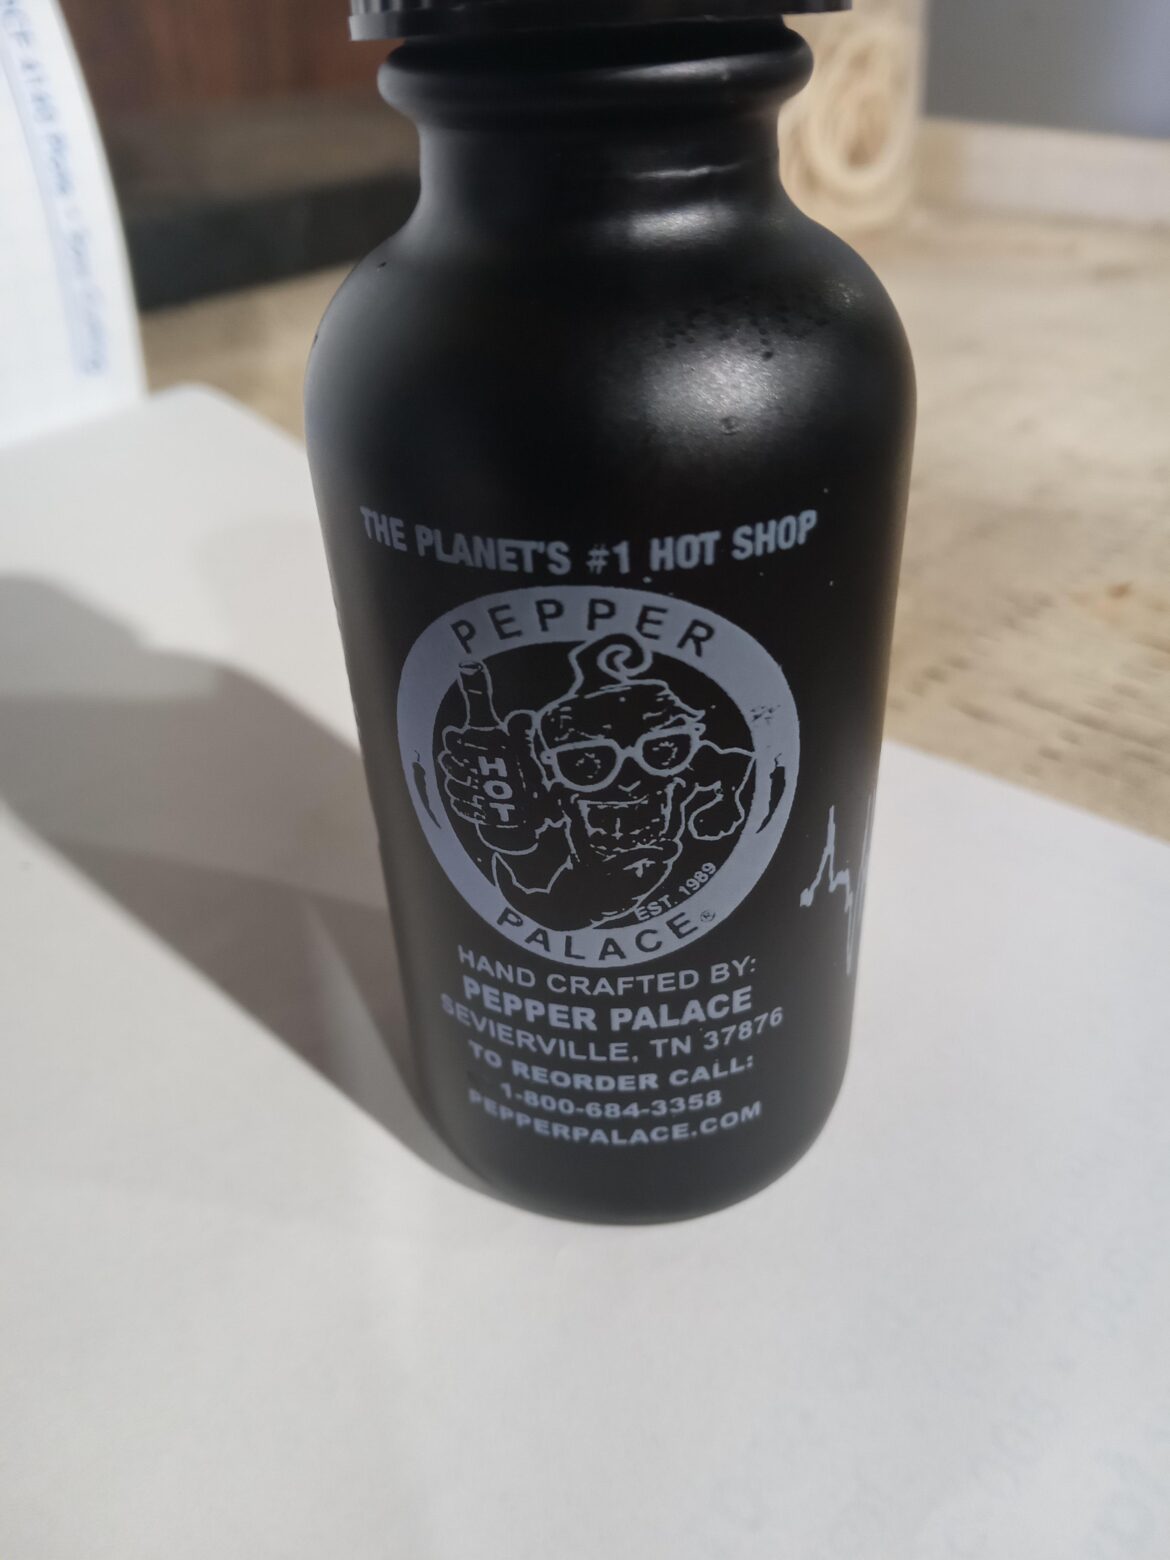 THE PLANET'S #1 HOT SHOP
PEPPER
HOT
EST. 1989
PALACE®
HAND CRAFTED BY:
PEPPER PALACE
SEVIERVILLE, TN 37876
TO REORDER CALL:
1-800-684-3358
PEPPERPALACE.COM